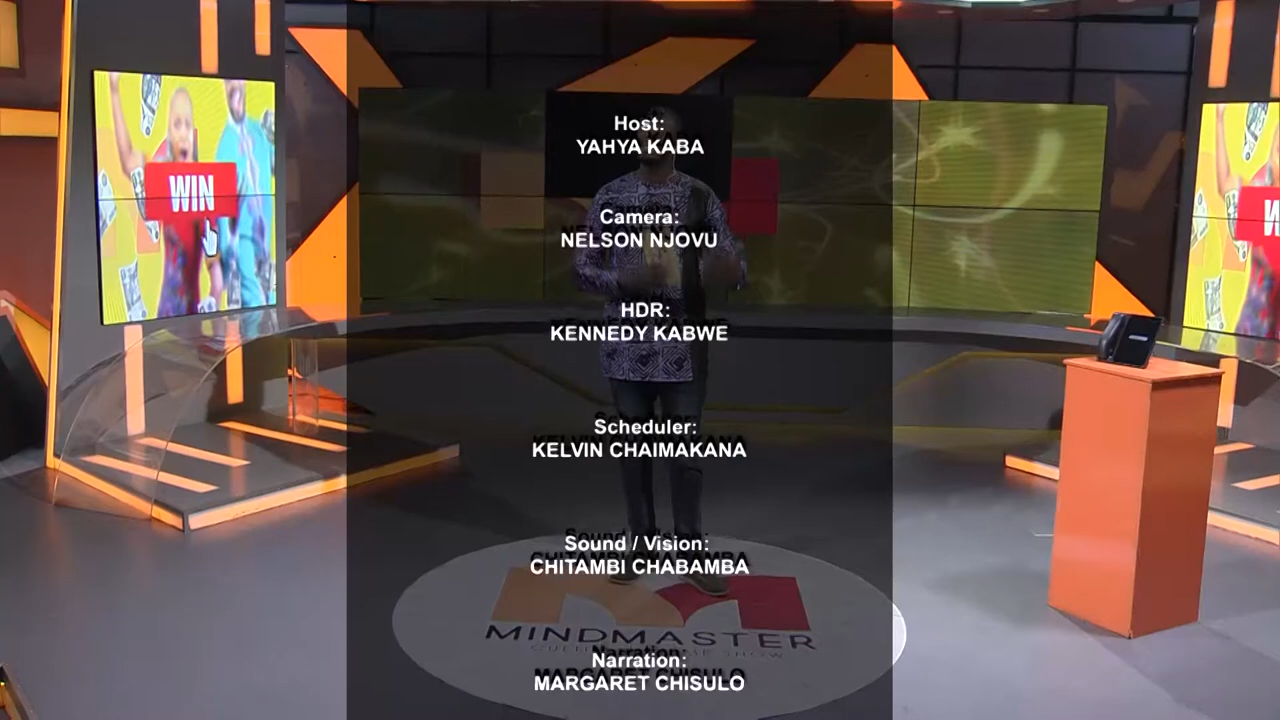 WIN
Host:
YAHYA KABA
Camera:
NELSON NJOVU
HDR:
KENNEDY KABWE
Scheduler:
KELVIN CHAIMAKANA
Sound / Vision:
CHITAMBI CHABAMBA
MINDMASTER
Narration:
MARGARET CHISULO